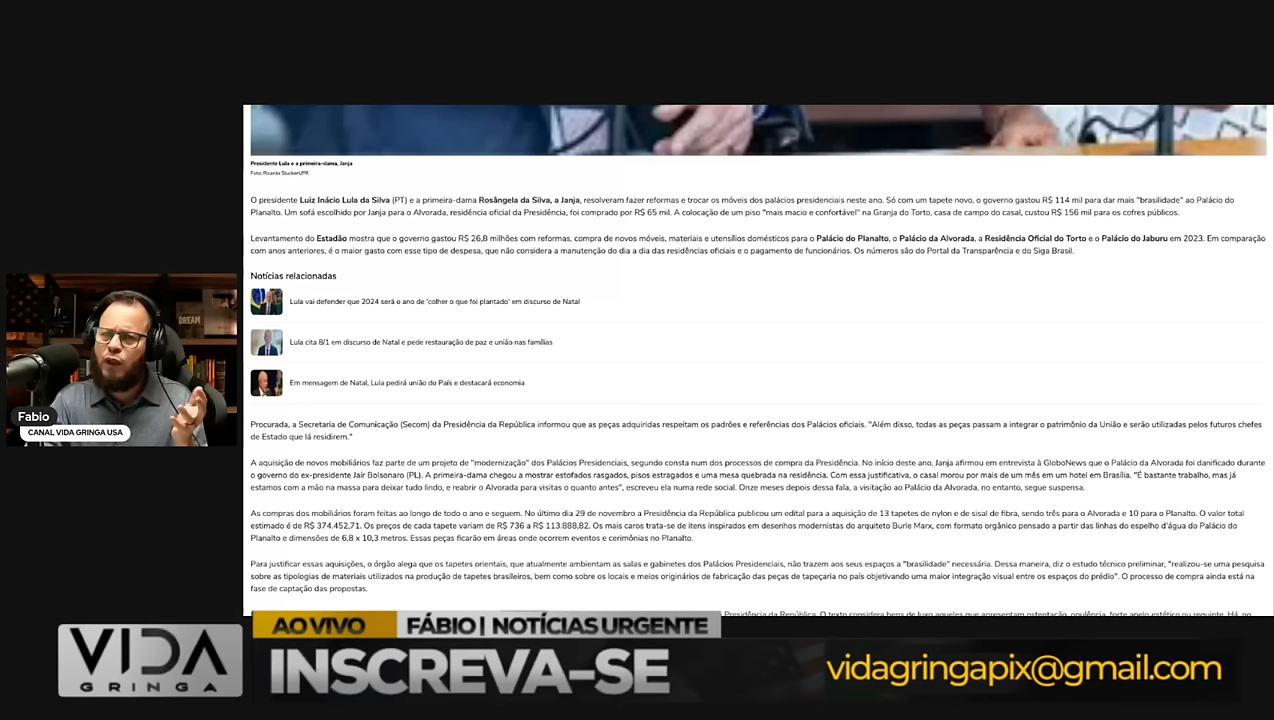 Presidente Lula e a primeira-dama, Janja
Foto: Ricardo Stuckert/PR
O presidente Luiz Inácio Lula da Silva (PT) e a primeira-dama Rosângela da Silva, a Janja, resolveram fazer reformas e trocar os móveis dos palácios presidenciais neste ano. Só com um tapete novo, o governo gastou R$ 114 mil para dar mais "brasilidade" ao Palácio do
Planalto. Um sofá escolhido por Janja para o Alvorada, residência oficial da Presidência, foi comprado por R$ 65 mil. A colocação de um piso "mais macio e confortável" na Granja do Torto, casa de campo do casal, custou R$ 156 mil para os cofres públicos.
Levantamento do Estadão mostra que o governo gastou R$ 26,8 milhões com reformas, compra de novos móveis, materiais e utensílios domésticos para o Palácio do Planalto, o Palácio da Alvorada, a Residência Oficial do Torto e o Palácio do Jaburu em 2023. Em comparação
com anos anteriores, é o maior gasto com esse tipo de despesa, que não considera a manutenção do dia a dia das residências oficiais e o pagamento de funcionários. Os números são do Portal da Transparência e do Siga Brasil.
Notícias relacionadas
Lula vai defender que 2024 será o ano de 'colher o que foi plantado' em discurso de Natal
Lula cita 8/1 em discurso de Natal e pede restauração de paz e união nas famílias
Em mensagem de Natal, Lula pedirá união do País e destacará economia
Procurada, a Secretaria de Comunicação (Secom) da Presidência da República informou que as peças adquiridas respeitam os padrões e referências dos Palácios oficiais. "Além disso, todas as peças passam a integrar o patrimônio da União e serão utilizadas pelos futuros chefes
de Estado que lá residirem."
A aquisição de novos mobiliários faz parte de um projeto de "modernização" dos Palácios Presidenciais, segundo consta num dos processos de compra da Presidência. No início deste ano, Janja afirmou em entrevista à GloboNews que o Palácio da Alvorada foi danificado durante
o governo do ex-presidente Jair Bolsonaro (PL). A primeira-dama chegou a mostrar estofados rasgados, pisos estragados e uma mesa quebrada na residência. Com essa justificativa, o casal morou por mais de um mês em um hotel em Brasília. "É bastante trabalho, mas já
estamos com a mão na massa para deixar tudo lindo, e reabrir o Alvorada para visitas o quanto antes", escreveu ela numa rede social. Onze meses depois dessa fala, a visitação ao Palácio da Alvorada, no entanto, segue suspensa.
As compras dos mobiliários foram feitas ao longo de todo o ano e seguem. No último dia 29 de novembro a Presidência da República publicou um edital para a aquisição de 13 tapetes de nylon e de sisal de fibra, sendo três para o Alvorada e 10 para o Planalto. O valor total
estimado é de R$ 374.452,71. Os preços de cada tapete variam de R$ 736 a R$ 113.888,82. Os mais caros trata-se de itens inspirados em desenhos modernistas do arquiteto Burle Marx, com formato orgânico pensado a partir das linhas do espelho d'água do Palácio do
Planalto e dimensões de 6,8 x 10,3 metros. Essas peças ficarão em áreas onde ocorrem eventos e cerimônias no Planalto.
Para justificar essas aquisições, o órgão alega que os tapetes orientais, que atualmente ambientam as salas e gabinetes dos Palácios Presidenciais, não trazem aos seus espaços a "brasilidade" necessária. Dessa maneira, diz o estudo técnico preliminar, "realizou-se uma pesquisa
sobre as tipologias de materiais utilizados na produção de tapetes brasileiros, bem como sobre os locais e meios originários de fabricação das peças de tapeçaria no país objetivando uma maior integração visual entre os espaços do prédio". O processo de compra ainda está na
fase de captação das propostas.
Presidência da República. O texto considera bens de luxo aqueles que apresentam ostentação, opulência, forte apelo estético ou requinte. Há, no
DREAM
Fabio
CANAL VIDA GRINGA USA
AO VIVO
FÁBIO | NOTÍCIAS URGENTE
VIDA
GRINGA
INSCREVA-SE
vidagringapix@gmail.com